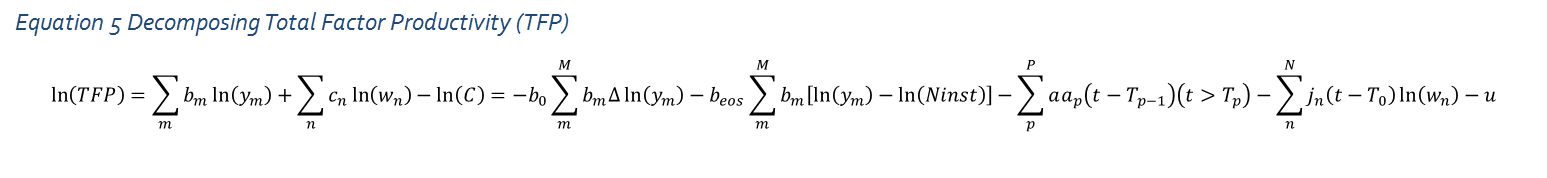 Equation 5 Decomposing Total Factor Productivity (TFP)
ln(TFP) = ∑_m b_m ln(y_m) + ∑_n c_n ln(w_n) − ln(C) = −b_0 ∑_m^M b_m Δ ln(y_m) − b_eos ∑_m^M b_m [ln(y_m) − ln(Ninst)] − ∑_p^P aa_p (t − T_{p−1})(t > T_p) − ∑_n^N j_n (t − T_0) ln(w_n) − u